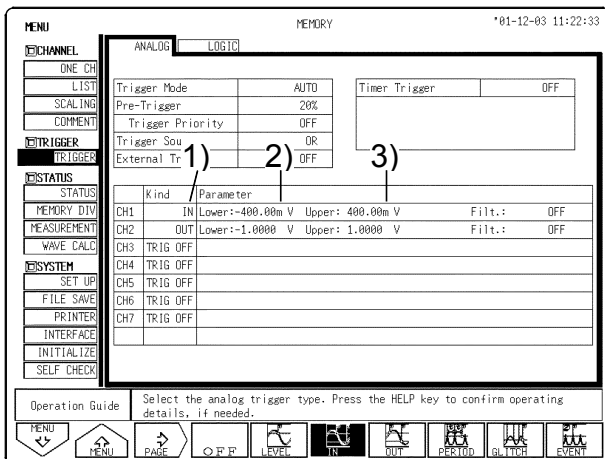 MENU MEMORY '01-12-03 11:22:33
ANALOG LOGIC
CHANNEL
ONE CH
LIST
SCALING
COMMENT
TRIGGER
TRIGGER
STATUS
STATUS
MEMORY DIV
MEASUREMENT
WAVE CALC
SYSTEM
SET UP
FILE SAVE
PRINTER
INTERFACE
INITIALIZE
SELF CHECK
Trigger Mode AUTO
Pre-Trigger 20%
Trigger Priority OFF
Trigger Sou OR
External Tr OFF
Timer Trigger OFF
1) 2) 3)
Kind Parameter
CH1 IN Lower:-400.00m V Upper: 400.00m V Filt.: OFF
CH2 OUT Lower:-1.0000 V Upper: 1.0000 V Filt.: OFF
CH3 TRIG OFF
CH4 TRIG OFF
CH5 TRIG OFF
CH6 TRIG OFF
CH7 TRIG OFF
Operation Guide
Select the analog trigger type. Press the HELP key to confirm operating
details, if needed.
MENU MENU PAGE OFF LEVEL IN OUT PERIOD GLITCH EVENT